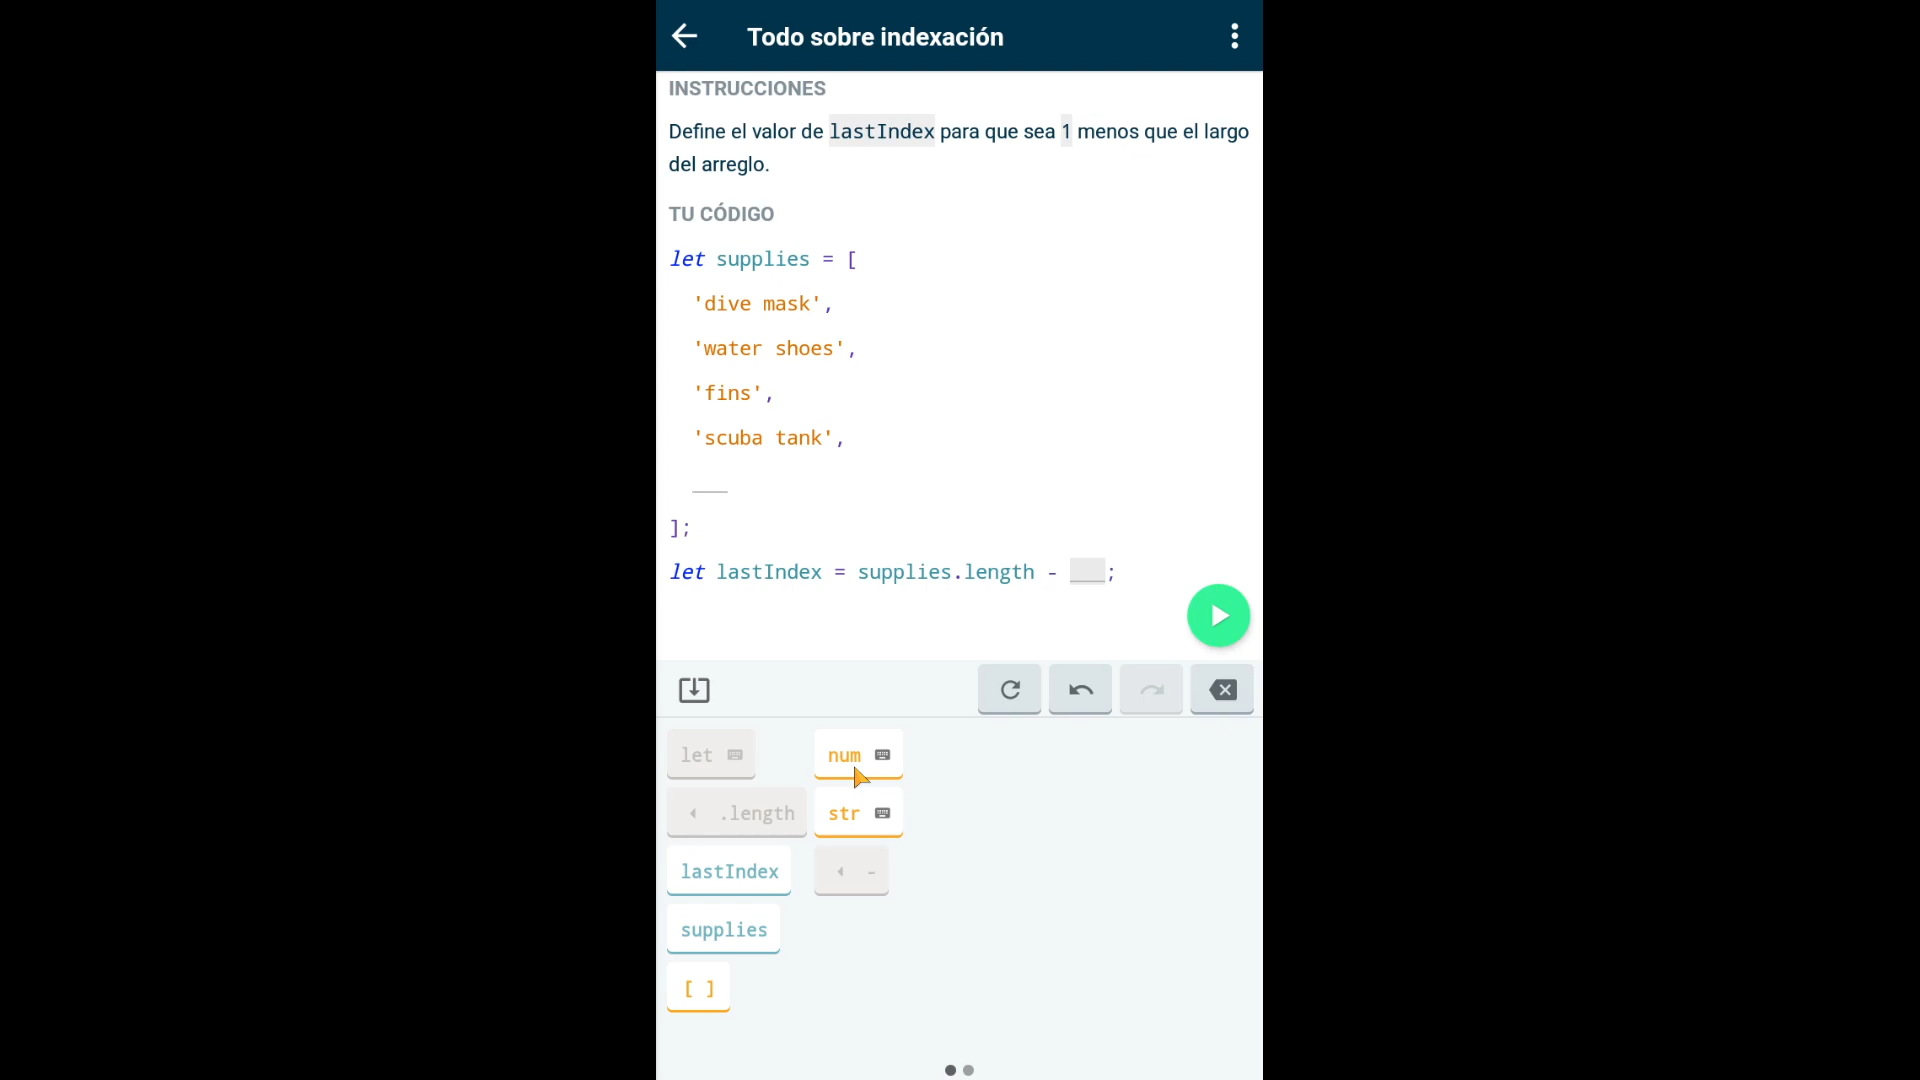 Todo sobre indexación
INSTRUCCIONES
Define el valor de lastIndex para que sea 1 menos que el largo
del arreglo.
TU CÓDIGO
let supplies = [
'dive mask',
'water shoes',
'fins',
'scuba tank',
___
];
let lastIndex = supplies.length - ___;
let
num
.length
str
lastIndex
-
supplies
[ ]